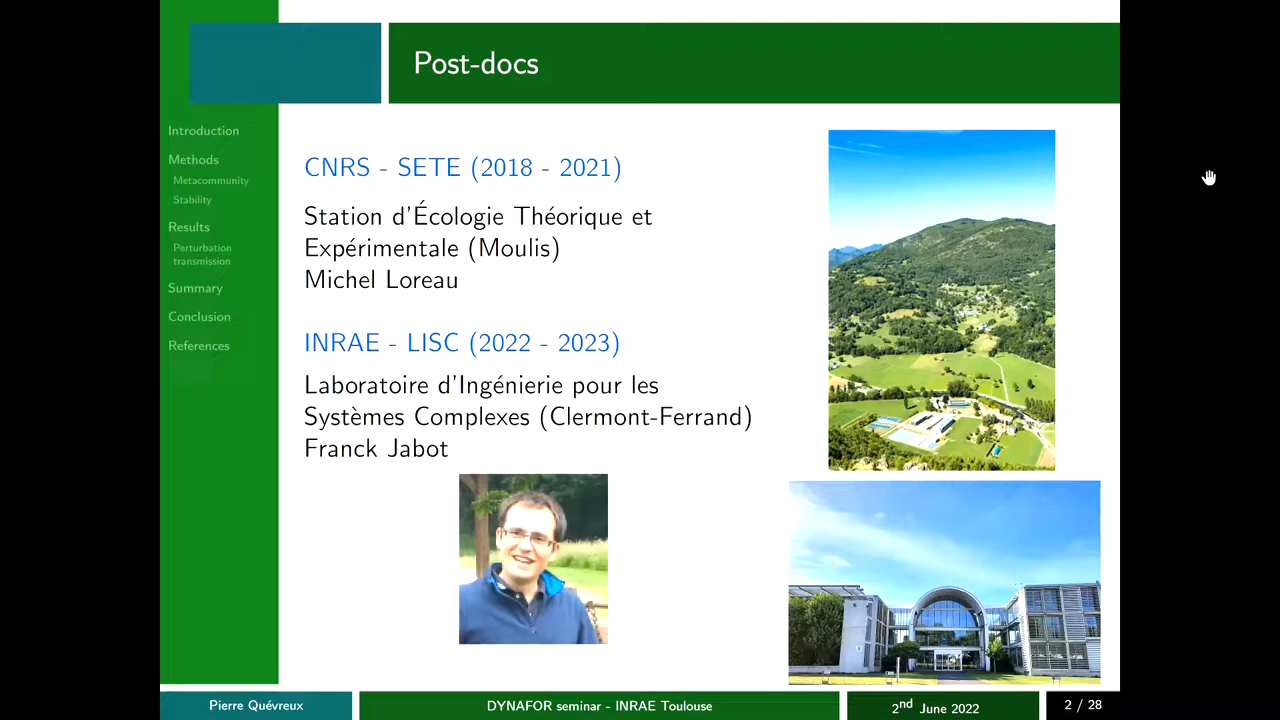 Post-docs
Introduction
Methods
Metacommunity
Stability
Results
Perturbation
transmission
Summary
Conclusion
References
CNRS - SETE (2018 - 2021)
Station d'Écologie Théorique et
Expérimentale (Moulis)
Michel Loreau
INRAE - LISC (2022 - 2023)
Laboratoire d'Ingénierie pour les
Systèmes Complexes (Clermont-Ferrand)
Franck Jabot
Pierre Quévreux
DYNAFOR seminar - INRAE Toulouse
2nd June 2022
2 / 28